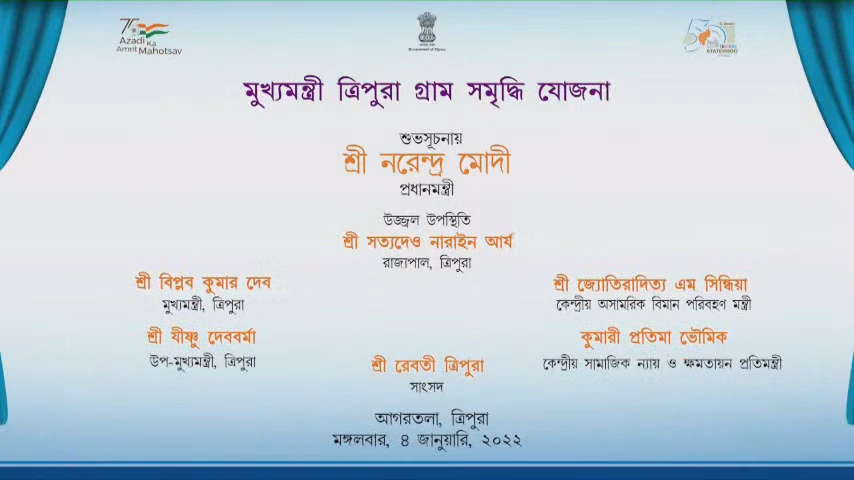 75
Azadi Ka
Amrit Mahotsav
মুখ্যমন্ত্রী ত্রিপুরা গ্রাম সমৃদ্ধি যোজনা
শুভসূচনায়
শ্রী নরেন্দ্র মোদী
প্রধানমন্ত্রী
উজ্জ্বল উপস্থিতি
শ্রী সত্যদেও নারাইন আর্য
রাজ্যপাল, ত্রিপুরা
শ্রী বিপ্লব কুমার দেব
মুখ্যমন্ত্রী, ত্রিপুরা
শ্রী জ্যোতিরাদিত্য এম সিন্ধিয়া
কেন্দ্রীয় অসামরিক বিমান পরিবহণ মন্ত্রী
শ্রী যীষ্ণু দেববর্মা
উপ-মুখ্যমন্ত্রী, ত্রিপুরা
কুমারী প্রতিমা ভৌমিক
কেন্দ্রীয় সামাজিক ন্যায় ও ক্ষমতায়ন প্রতিমন্ত্রী
শ্রী রেবতী ত্রিপুরা
সাংসদ
আগরতলা, ত্রিপুরা
মঙ্গলবার, ৪ জানুয়ারি, ২০২২